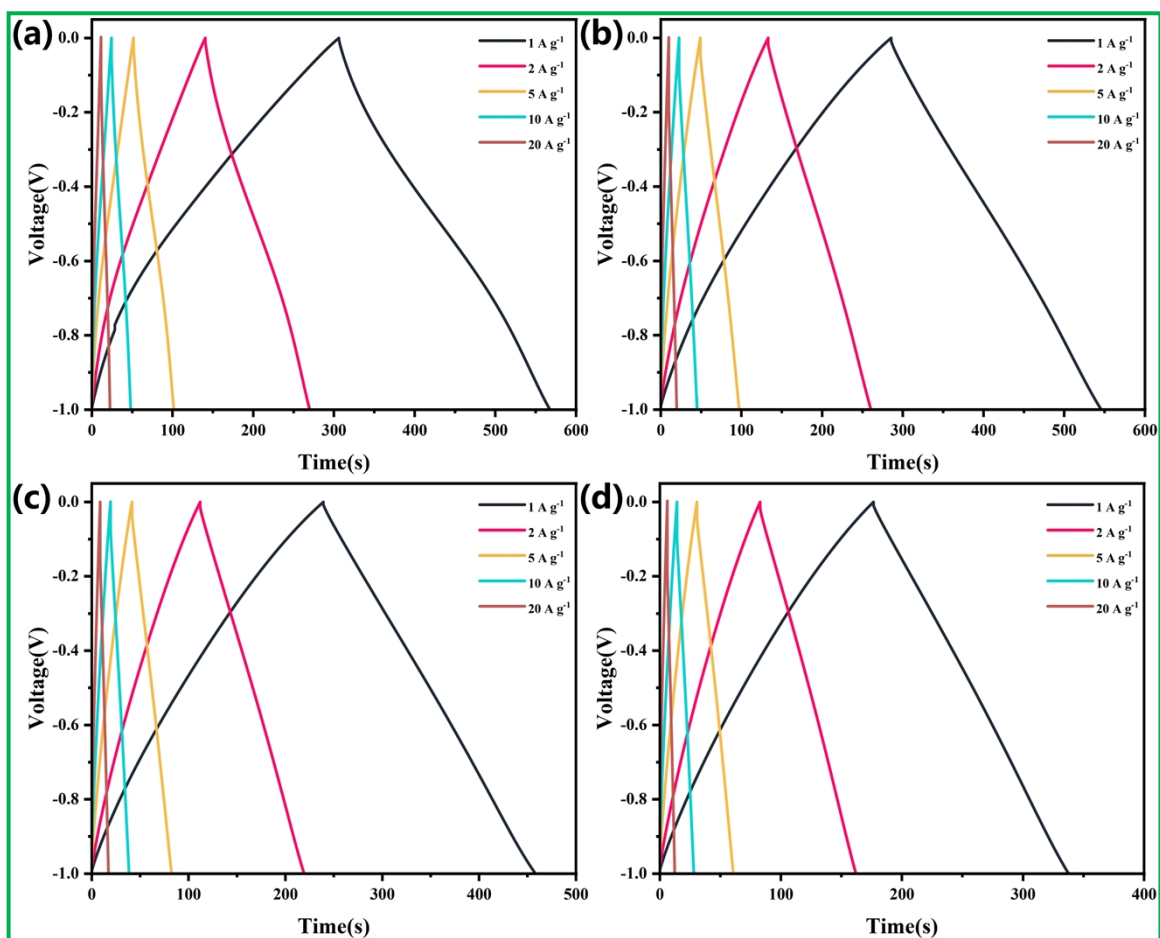 (a)
0.0
-0.2
-0.4
-0.6
-0.8
-1.0
Voltage(V)
0 100 200 300 400 500 600
Time(s)
1 A g⁻¹
2 A g⁻¹
5 A g⁻¹
10 A g⁻¹
20 A g⁻¹
(b)
0.0
-0.2
-0.4
-0.6
-0.8
-1.0
Voltage(V)
0 100 200 300 400 500 600
Time(s)
1 A g⁻¹
2 A g⁻¹
5 A g⁻¹
10 A g⁻¹
20 A g⁻¹
(c)
0.0
-0.2
-0.4
-0.6
-0.8
-1.0
Voltage(V)
0 100 200 300 400 500
Time(s)
1 A g⁻¹
2 A g⁻¹
5 A g⁻¹
10 A g⁻¹
20 A g⁻¹
(d)
0.0
-0.2
-0.4
-0.6
-0.8
-1.0
Voltage(V)
0 100 200 300 400
Time(s)
1 A g⁻¹
2 A g⁻¹
5 A g⁻¹
10 A g⁻¹
20 A g⁻¹